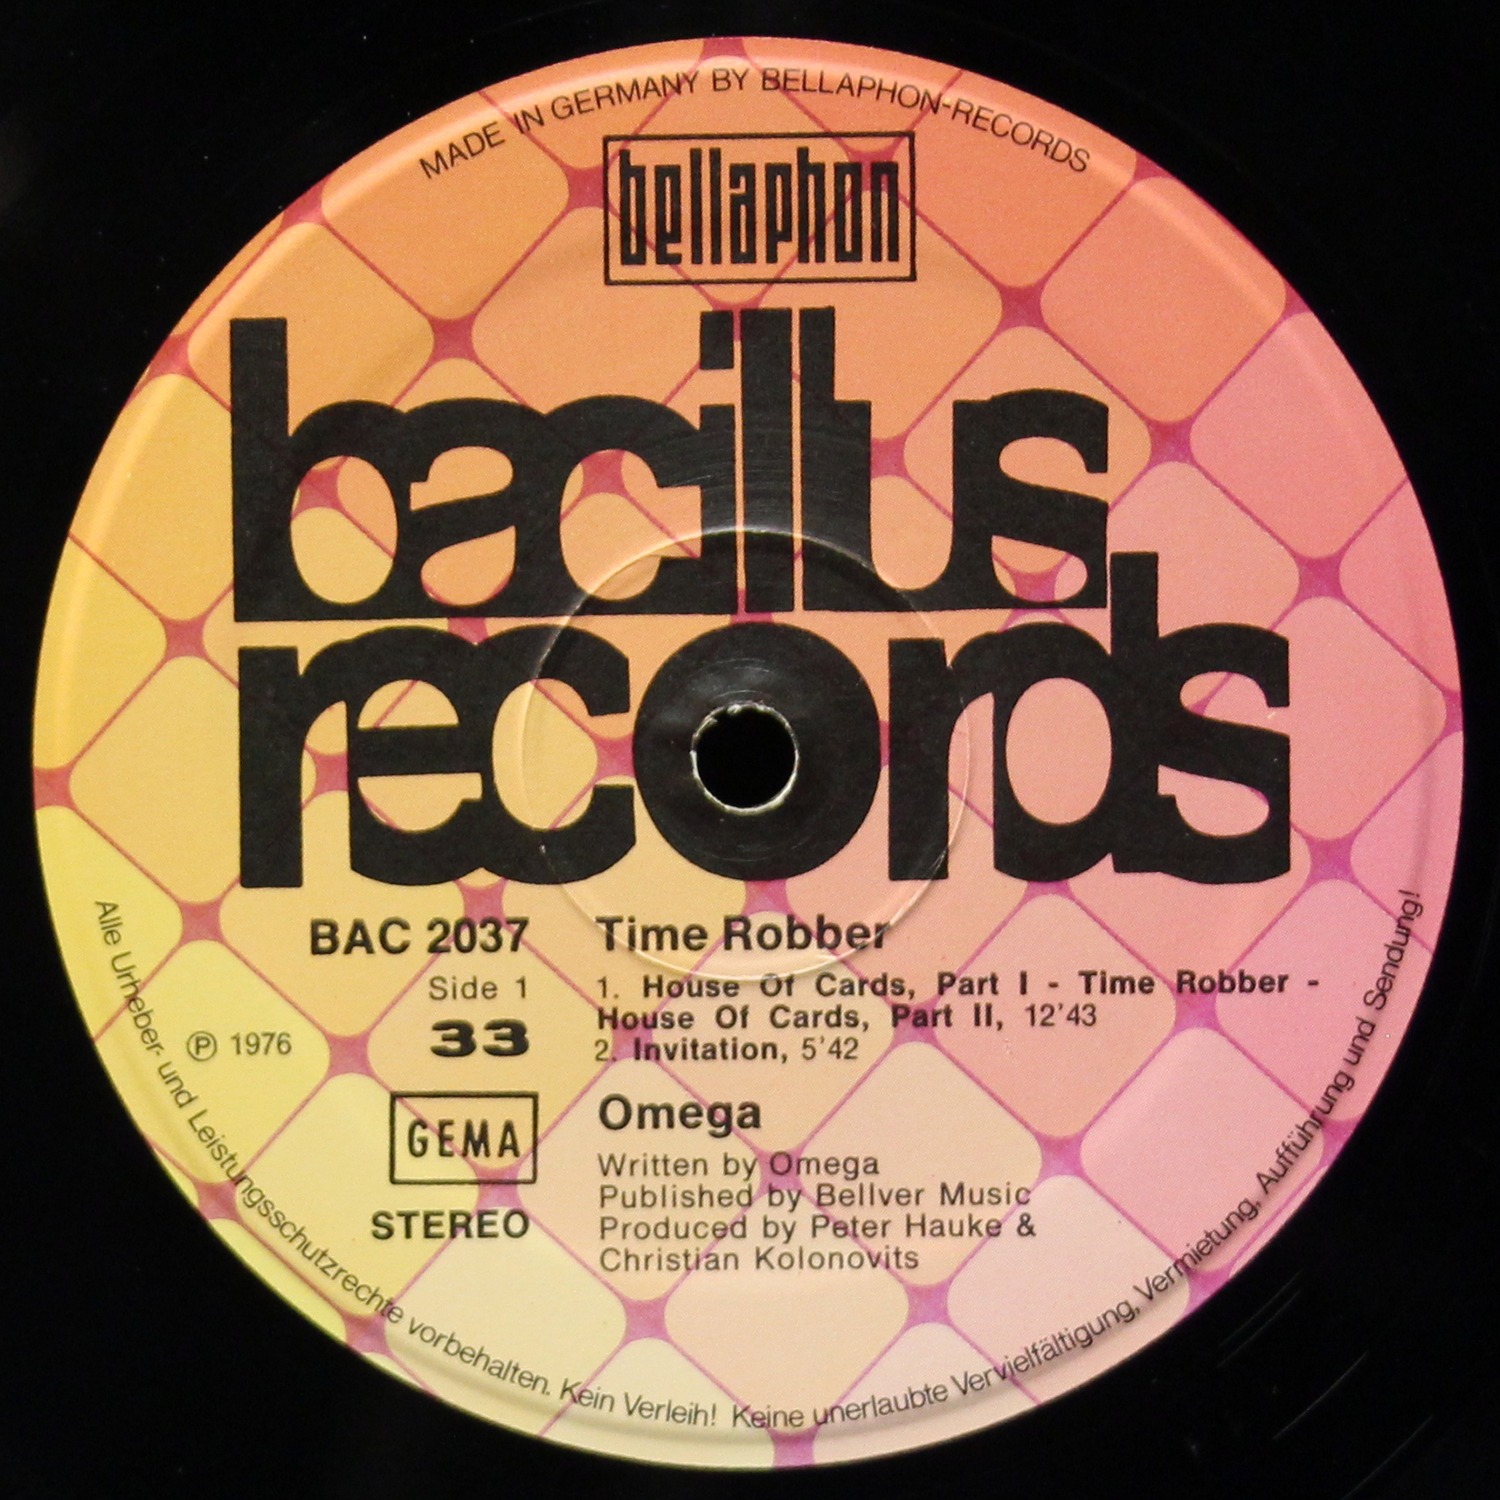 MADE IN GERMANY BY BELLAPHON-RECORDS
bellaphon
bacillus
records
BAC 2037
Side 1
33
℗ 1976
GEMA
STEREO
Time Robber
1. House Of Cards, Part I - Time Robber -
House Of Cards, Part II, 12'43
2. Invitation, 5'42
Omega
Written by Omega
Published by Bellver Music
Produced by Peter Hauke &
Christian Kolonovits
Alle Urheber- und Leistungsschutzrechte vorbehalten. Kein Verleih! Keine unerlaubte Vervielfältigung, Vermietung, Aufführung und Sendung!